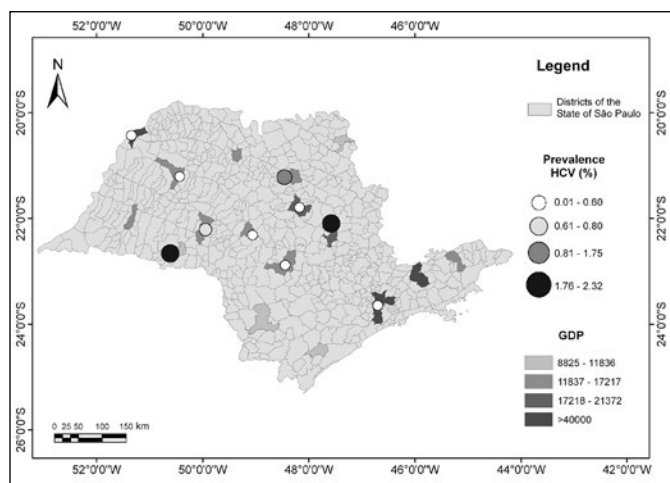 52°0'0"W 50°0'0"W 48°0'0"W 46°0'0"W
N
Legend
Districts of the
State of São Paulo
Prevalence
HCV (%)
0.01 - 0.60
0.61 - 0.80
0.81 - 1.75
1.76 - 2.32
GDP
8825 - 11836
11837 - 17217
17218 - 21372
>40000
20°0'0"S
22°0'0"S
24°0'0"S
26°0'0"S
20°0'0"S
22°0'0"S
24°0'0"S
26°0'0"S
0 25 50 100 150 km
52°0'0"W 50°0'0"W 48°0'0"W 46°0'0"W 44°0'0"W 42°0'0"W